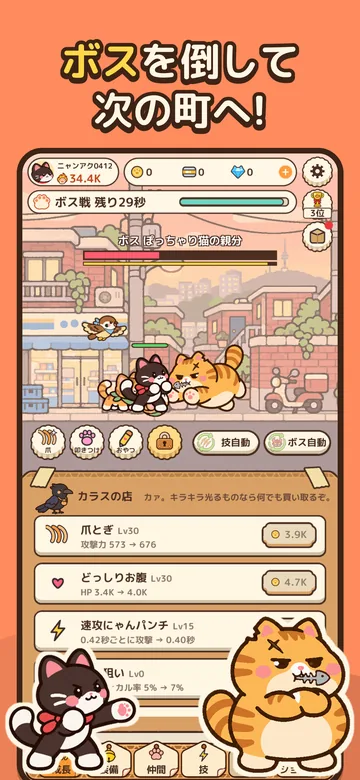 ボスを倒して
次の町へ!
ニャンアク0412
34.4K
0
0
0
ボス戦 残り29秒
3位
ボス ぽっちゃり猫の親分
爪
叩きつけ
おやつ
技自動
ボス自動
カラスの店
カァ。キラキラ光るものなら何でも買い取るぞ。
爪とぎ Lv30
攻撃力 573 → 676
3.9K
どっしりお腹 Lv30
HP 3.4K → 4.0K
4.7K
速攻にゃんパンチ Lv15
0.42秒ごとに攻撃 → 0.40秒
狙い Lv0
カル率 5% → 7%
成長
装備
仲間
技